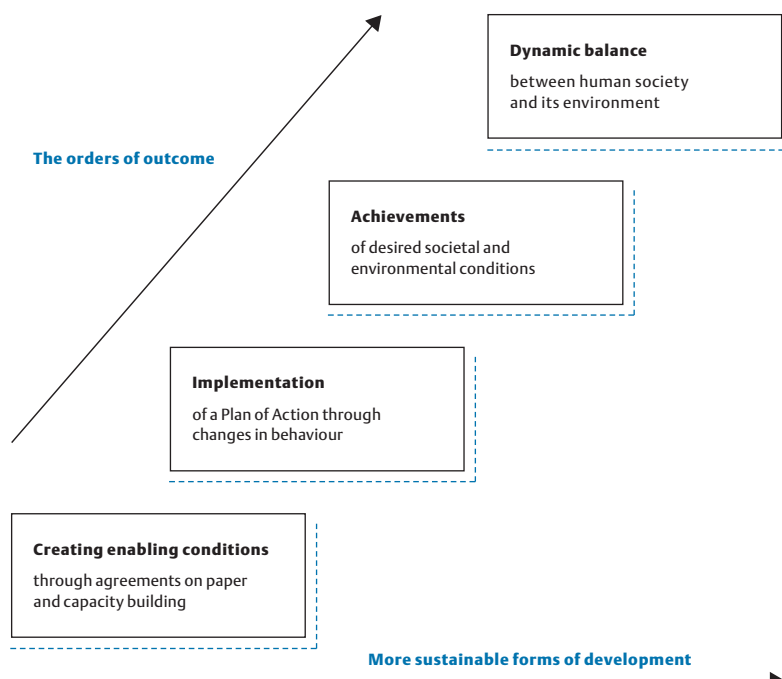 Dynamic balance
between human society
and its environment
The orders of outcome
Achievements
of desired societal and
environmental conditions
Implementation
of a Plan of Action through
changes in behaviour
Creating enabling conditions
through agreements on paper
and capacity building
More sustainable forms of development